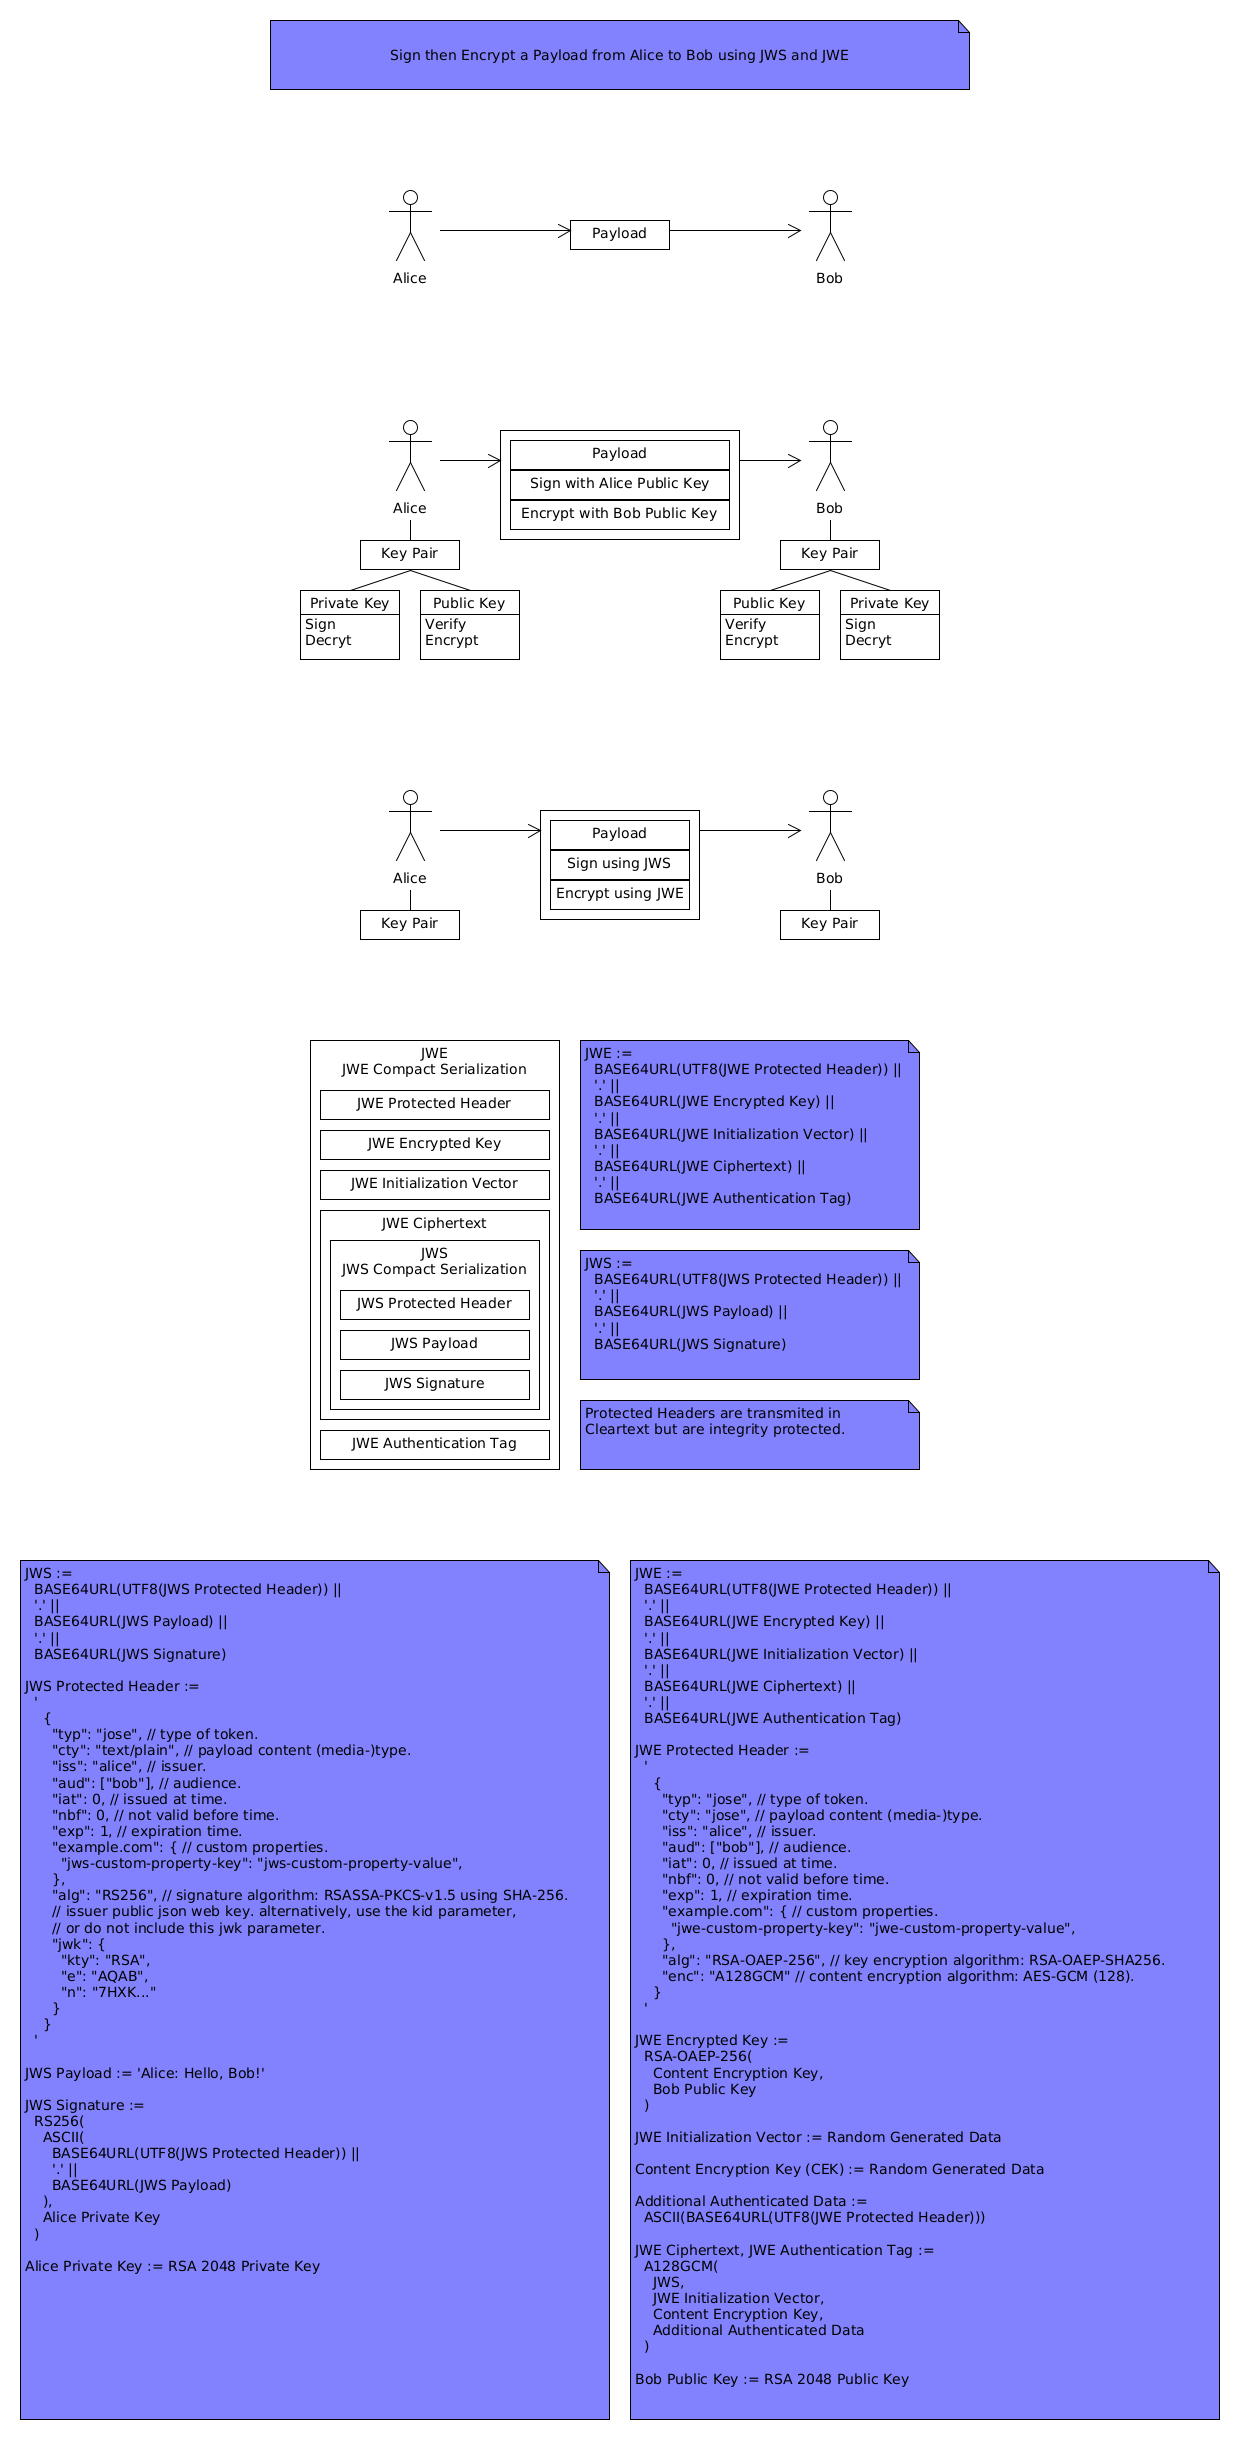 Sign then Encrypt a Payload from Alice to Bob using JWS and JWE
Payload
Alice
Bob
Payload
Sign with Alice Public Key
Encrypt with Bob Public Key
Alice
Bob
Key Pair
Key Pair
Private Key
Sign
Decryt
Public Key
Verify
Encrypt
Public Key
Verify
Encrypt
Private Key
Sign
Decryt
Payload
Sign using JWS
Encrypt using JWE
Alice
Bob
Key Pair
Key Pair
JWE
JWE Compact Serialization
JWE Protected Header
JWE Encrypted Key
JWE Initialization Vector
JWE Ciphertext
JWS
JWS Compact Serialization
JWS Protected Header
JWS Payload
JWS Signature
JWE Authentication Tag
JWE :=
BASE64URL(UTF8(JWE Protected Header)) ||
'.' ||
BASE64URL(JWE Encrypted Key) ||
'.' ||
BASE64URL(JWE Initialization Vector) ||
'.' ||
BASE64URL(JWE Ciphertext) ||
'.' ||
BASE64URL(JWE Authentication Tag)
JWS :=
BASE64URL(UTF8(JWS Protected Header)) ||
'.' ||
BASE64URL(JWS Payload) ||
'.' ||
BASE64URL(JWS Signature)
Protected Headers are transmited in
Cleartext but are integrity protected.
JWS :=
BASE64URL(UTF8(JWS Protected Header)) ||
'.' ||
BASE64URL(JWS Payload) ||
'.' ||
BASE64URL(JWS Signature)
JWS Protected Header :=
'
{
"typ": "jose", // type of token.
"cty": "text/plain", // payload content (media-)type.
"iss": "alice", // issuer.
"aud": ["bob"], // audience.
"iat": 0, // issued at time.
"nbf": 0, // not valid before time.
"exp": 1, // expiration time.
"example.com": { // custom properties.
"jws-custom-property-key": "jws-custom-property-value",
},
"alg": "RS256", // signature algorithm: RSASSA-PKCS-v1.5 using SHA-256.
// issuer public json web key. alternatively, use the kid parameter,
// or do not include this jwk parameter.
"jwk": {
"kty": "RSA",
"e": "AQAB",
"n": "7HXK..."
}
}
'
JWS Payload := 'Alice: Hello, Bob!'
JWS Signature :=
RS256(
ASCII(
BASE64URL(UTF8(JWS Protected Header)) ||
'.' ||
BASE64URL(JWS Payload)
),
Alice Private Key
)
Alice Private Key := RSA 2048 Private Key
JWE :=
BASE64URL(UTF8(JWE Protected Header)) ||
'.' ||
BASE64URL(JWE Encrypted Key) ||
'.' ||
BASE64URL(JWE Initialization Vector) ||
'.' ||
BASE64URL(JWE Ciphertext) ||
'.' ||
BASE64URL(JWE Authentication Tag)
JWE Protected Header :=
'
{
"typ": "jose", // type of token.
"cty": "jose", // payload content (media-)type.
"iss": "alice", // issuer.
"aud": ["bob"], // audience.
"iat": 0, // issued at time.
"nbf": 0, // not valid before time.
"exp": 1, // expiration time.
"example.com": { // custom properties.
"jwe-custom-property-key": "jwe-custom-property-value",
},
"alg": "RSA-OAEP-256", // key encryption algorithm: RSA-OAEP-SHA256.
"enc": "A128GCM" // content encryption algorithm: AES-GCM (128).
}
'
JWE Encrypted Key :=
RSA-OAEP-256(
Content Encryption Key,
Bob Public Key
)
JWE Initialization Vector := Random Generated Data
Content Encryption Key (CEK) := Random Generated Data
Additional Authenticated Data :=
ASCII(BASE64URL(UTF8(JWE Protected Header)))
JWE Ciphertext, JWE Authentication Tag :=
A128GCM(
JWS,
JWE Initialization Vector,
Content Encryption Key,
Additional Authenticated Data
)
Bob Public Key := RSA 2048 Public Key